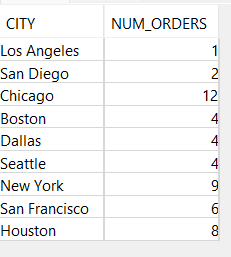 CITY NUM_ORDERS
Los Angeles 1
San Diego 2
Chicago 12
Boston 4
Dallas 4
Seattle 4
New York 9
San Francisco 6
Houston 8